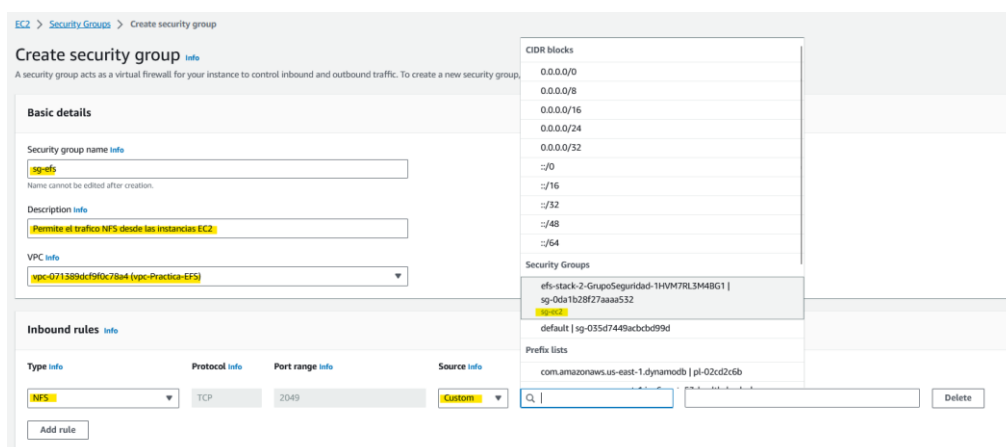 EC2 > Security Groups > Create security group
Create security group Info
A security group acts as a virtual firewall for your instance to control inbound and outbound traffic. To create a new security group,
Basic details
Security group name Info
sg-efs
Name cannot be edited after creation.
Description Info
Permite el trafico NFS desde las instancias EC2
VPC Info
vpc-071389dcf9f0c78a4 (vpc-Practica-EFS)
CIDR blocks
0.0.0.0/0
0.0.0.0/8
0.0.0.0/16
0.0.0.0/24
0.0.0.0/32
::/0
::/16
::/32
::/48
::/64
Security Groups
efs-stack-2-GrupoSeguridad-1HVM7RL3M4BG1 |
sg-0da1b28f27aaaa532
sg-ec2
default | sg-035d7449acbcbd99d
Prefix lists
com.amazonaws.us-east-1.dynamodb | pl-02cd2c6b
Inbound rules Info
Type Info Protocol Info Port range Info Source Info
NFS TCP 2049 Custom Delete
Add rule